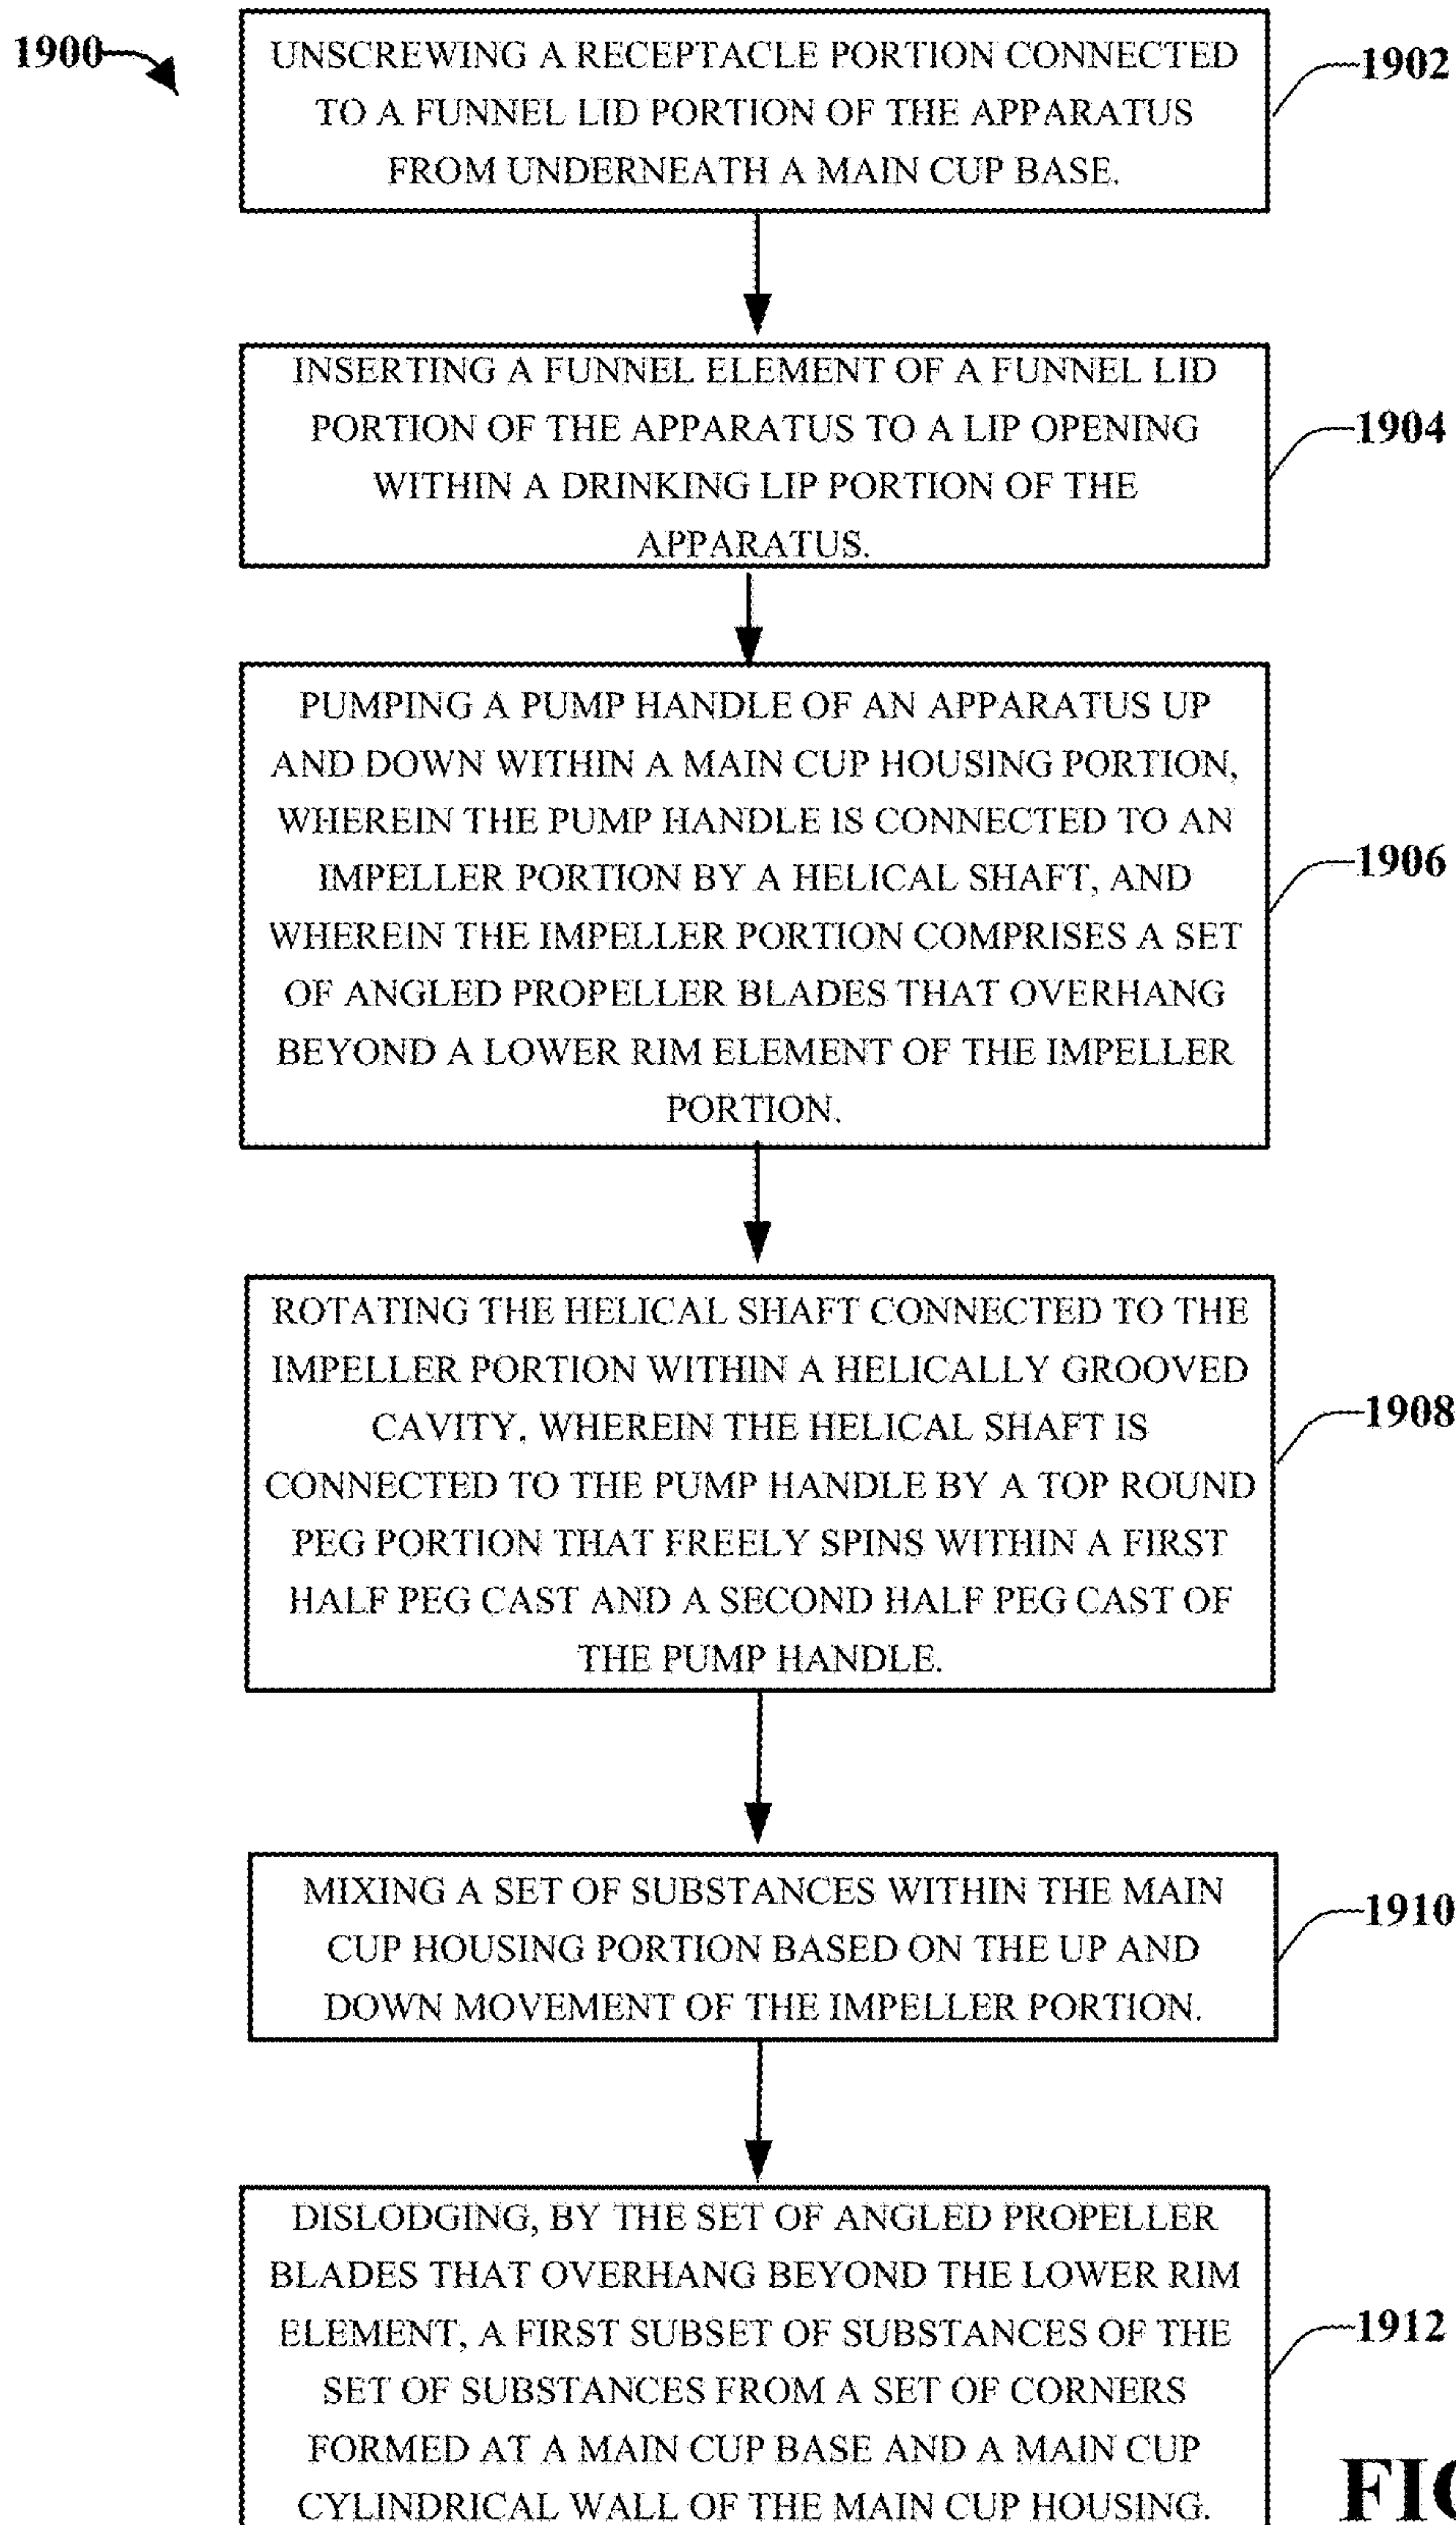 1900
UNSCREWING A RECEPTACLE PORTION CONNECTED
TO A FUNNEL LID PORTION OF THE APPARATUS
FROM UNDERNEATH A MAIN CUP BASE.
1902
INSERTING A FUNNEL ELEMENT OF A FUNNEL LID
PORTION OF THE APPARATUS TO A LIP OPENING
WITHIN A DRINKING LIP PORTION OF THE
APPARATUS.
1904
PUMPING A PUMP HANDLE OF AN APPARATUS UP
AND DOWN WITHIN A MAIN CUP HOUSING PORTION,
WHEREIN THE PUMP HANDLE IS CONNECTED TO AN
IMPELLER PORTION BY A HELICAL SHAFT, AND
WHEREIN THE IMPELLER PORTION COMPRISES A SET
OF ANGLED PROPELLER BLADES THAT OVERHANG
BEYOND A LOWER RIM ELEMENT OF THE IMPELLER
PORTION.
1906
ROTATING THE HELICAL SHAFT CONNECTED TO THE
IMPELLER PORTION WITHIN A HELICALLY GROOVED
CAVITY, WHEREIN THE HELICAL SHAFT IS
CONNECTED TO THE PUMP HANDLE BY A TOP ROUND
PEG PORTION THAT FREELY SPINS WITHIN A FIRST
HALF PEG CAST AND A SECOND HALF PEG CAST OF
THE PUMP HANDLE.
1908
MIXING A SET OF SUBSTANCES WITHIN THE MAIN
CUP HOUSING PORTION BASED ON THE UP AND
DOWN MOVEMENT OF THE IMPELLER PORTION.
1910
DISLODGING, BY THE SET OF ANGLED PROPELLER
BLADES THAT OVERHANG BEYOND THE LOWER RIM
ELEMENT, A FIRST SUBSET OF SUBSTANCES OF THE
SET OF SUBSTANCES FROM A SET OF CORNERS
FORMED AT A MAIN CUP BASE AND A MAIN CUP
CYLINDRICAL WALL OF THE MAIN CUP HOUSING.
1912